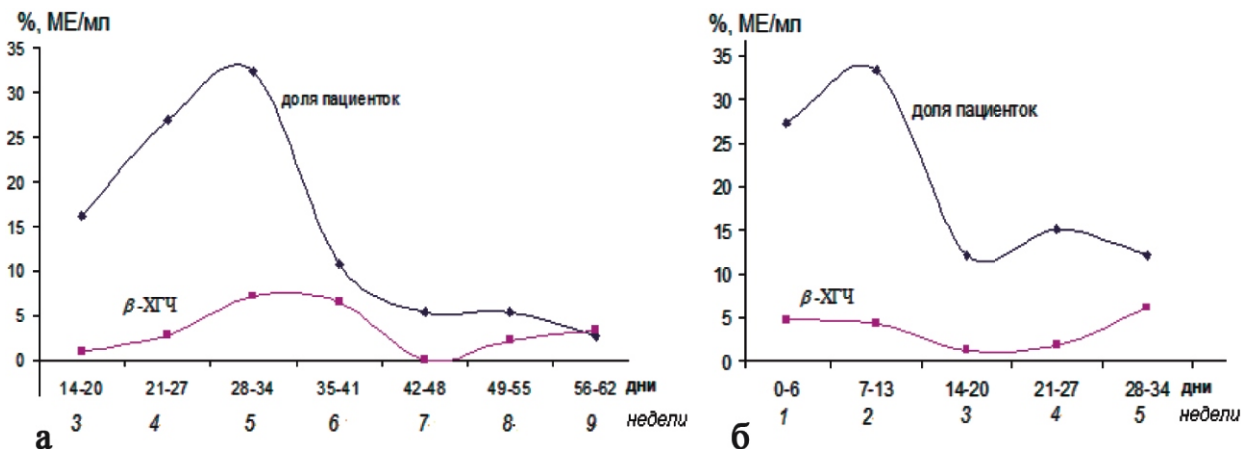 %, МЕ/мл
35
30
25
20
15
10
5
0
доля пациенток
β-ХГЧ
14-20 21-27 28-34 35-41 42-48 49-55 56-62 дни
3 4 5 6 7 8 9 недели
а
%, МЕ/мл
35
30
25
20
15
10
5
0
доля пациенток
β-ХГЧ
0-6 7-13 14-20 21-27 28-34 дни
1 2 3 4 5 недели
б